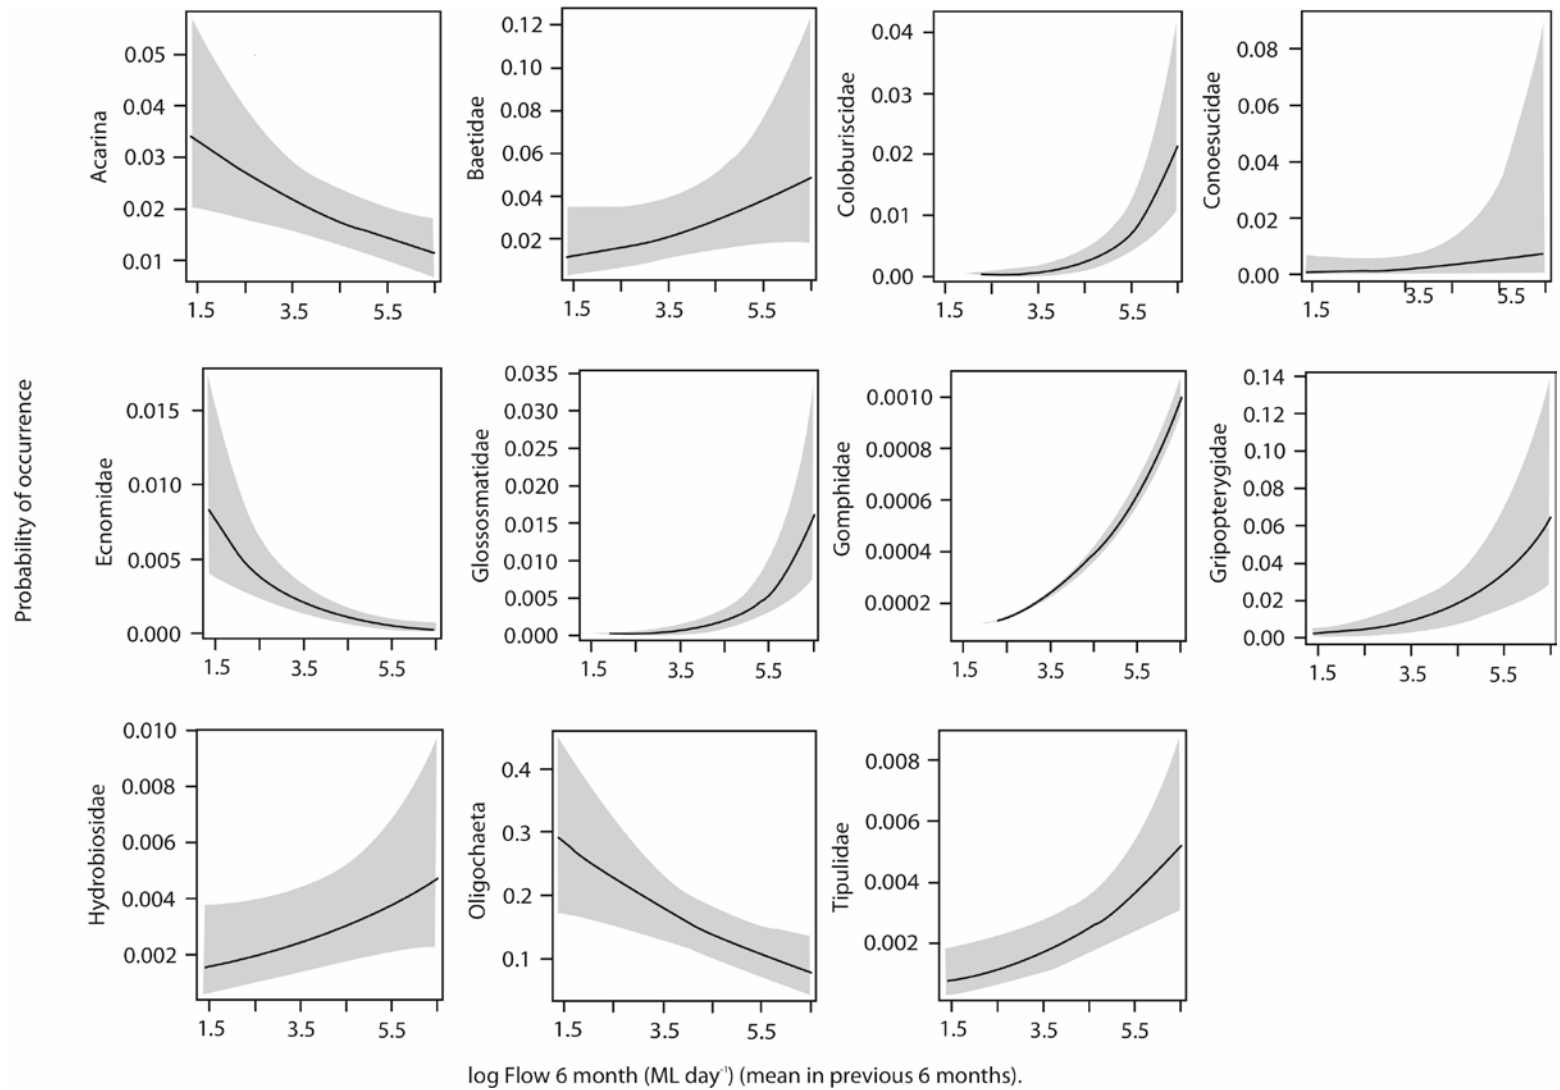 Probability of occurrence
Acarina
0.05
0.04
0.03
0.02
0.01
1.5 3.5 5.5
Baetidae
0.12
0.10
0.08
0.06
0.04
0.02
1.5 3.5 5.5
Coloburiscidae
0.04
0.03
0.02
0.01
0.00
1.5 3.5 5.5
Conoesucidae
0.08
0.06
0.04
0.02
0.00
1.5 3.5 5.5
Ecnomidae
0.015
0.010
0.005
0.000
1.5 3.5 5.5
Glossosmatidae
0.035
0.030
0.025
0.020
0.015
0.010
0.005
0.000
1.5 3.5 5.5
Gomphidae
0.0010
0.0008
0.0006
0.0004
0.0002
1.5 3.5 5.5
Gripopterygidae
0.14
0.12
0.10
0.08
0.06
0.04
0.02
0.00
1.5 3.5 5.5
Hydrobiosidae
0.010
0.008
0.006
0.004
0.002
1.5 3.5 5.5
Oligochaeta
0.4
0.3
0.2
0.1
1.5 3.5 5.5
Tipulidae
0.008
0.006
0.004
0.002
1.5 3.5 5.5
log Flow 6 month (ML day⁻¹) (mean in previous 6 months).